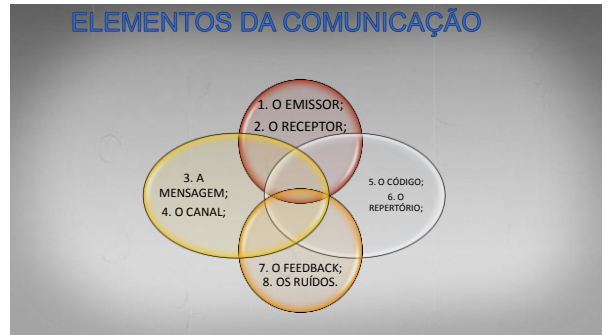 ELEMENTOS DA COMUNICAÇÃO
1. O EMISSOR;
2. O RECEPTOR;
3. A
MENSAGEM;
4. O CANAL;
5. O CÓDIGO;
6. O
REPERTÓRIO;
7. O FEEDBACK;
8. OS RUÍDOS.